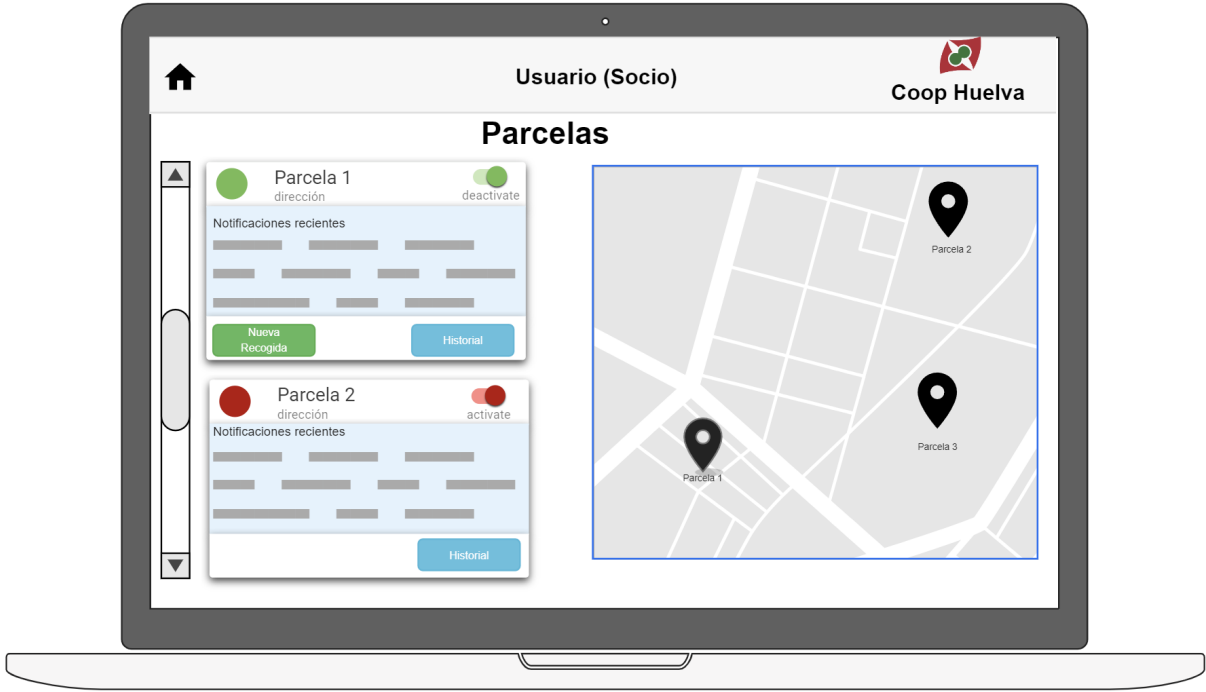 Usuario (Socio)
Coop Huelva
Parcelas
Parcela 1
dirección
deactivate
Notificaciones recientes
Nueva
Recogida
Historial
Parcela 2
dirección
activate
Notificaciones recientes
Historial
Parcela 2
Parcela 3
Parcela 1